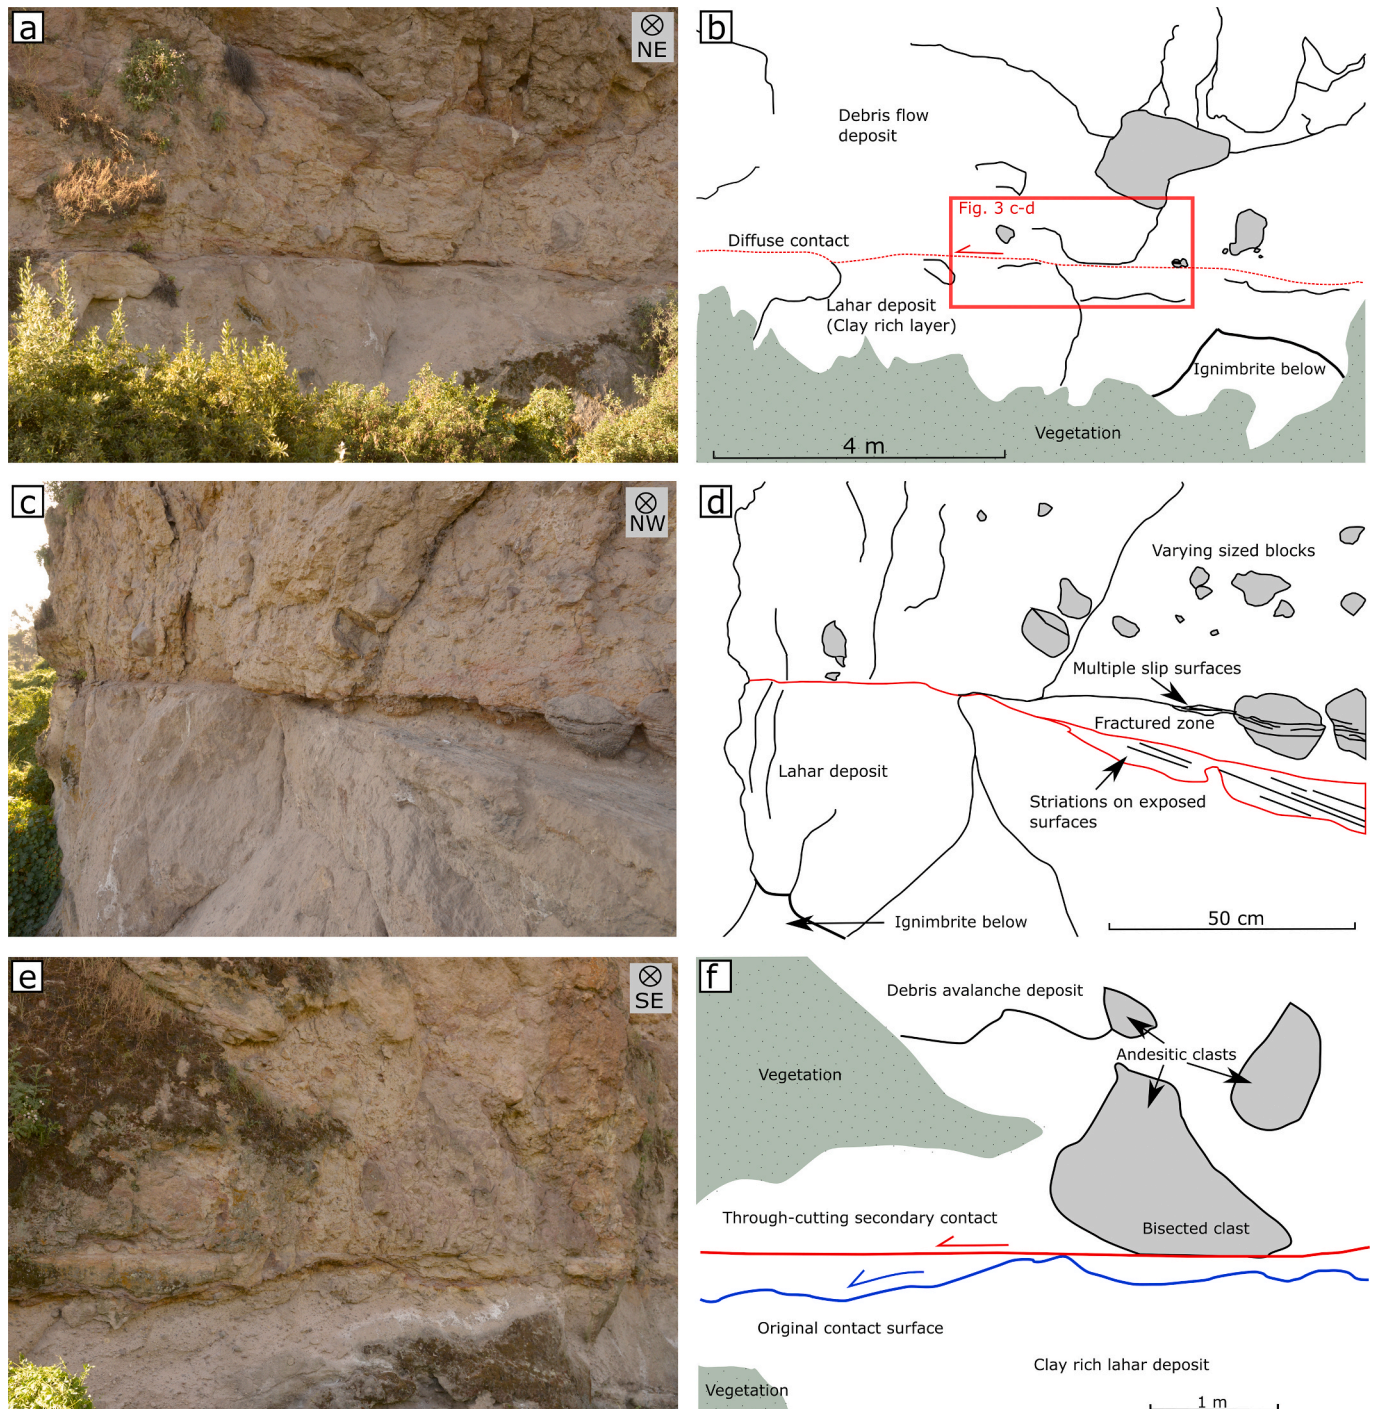 a
NE
b
Debris flow
deposit
Fig. 3 c-d
Diffuse contact
Lahar deposit
(Clay rich layer)
Ignimbrite below
Vegetation
4 m
c
NW
d
Varying sized blocks
Multiple slip surfaces
Fractured zone
Lahar deposit
Striations on exposed
surfaces
Ignimbrite below
50 cm
e
SE
f
Debris avalanche deposit
Andesitic clasts
Vegetation
Through-cutting secondary contact
Bisected clast
Original contact surface
Clay rich lahar deposit
Vegetation
1 m